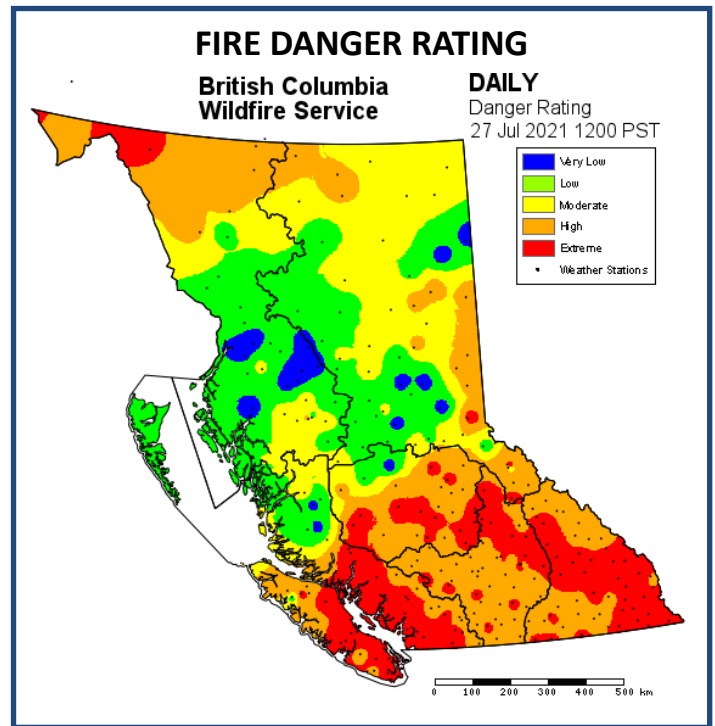 FIRE DANGER RATING
British Columbia
Wildfire Service
DAILY
Danger Rating
27 Jul 2021 1200 PST
Very Low
Low
Moderate
High
Extreme
Weather Stations
0 100 200 300 400 500 km